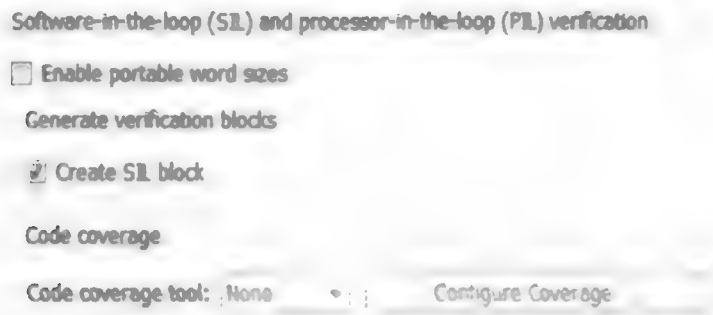 Software-in-the-loop (SIL) and processor-in-the-loop (PIL) verification
Enable portable word sizes
Generate verification blocks
Create SIL block
Code coverage
Code coverage tool: None Configure Coverage